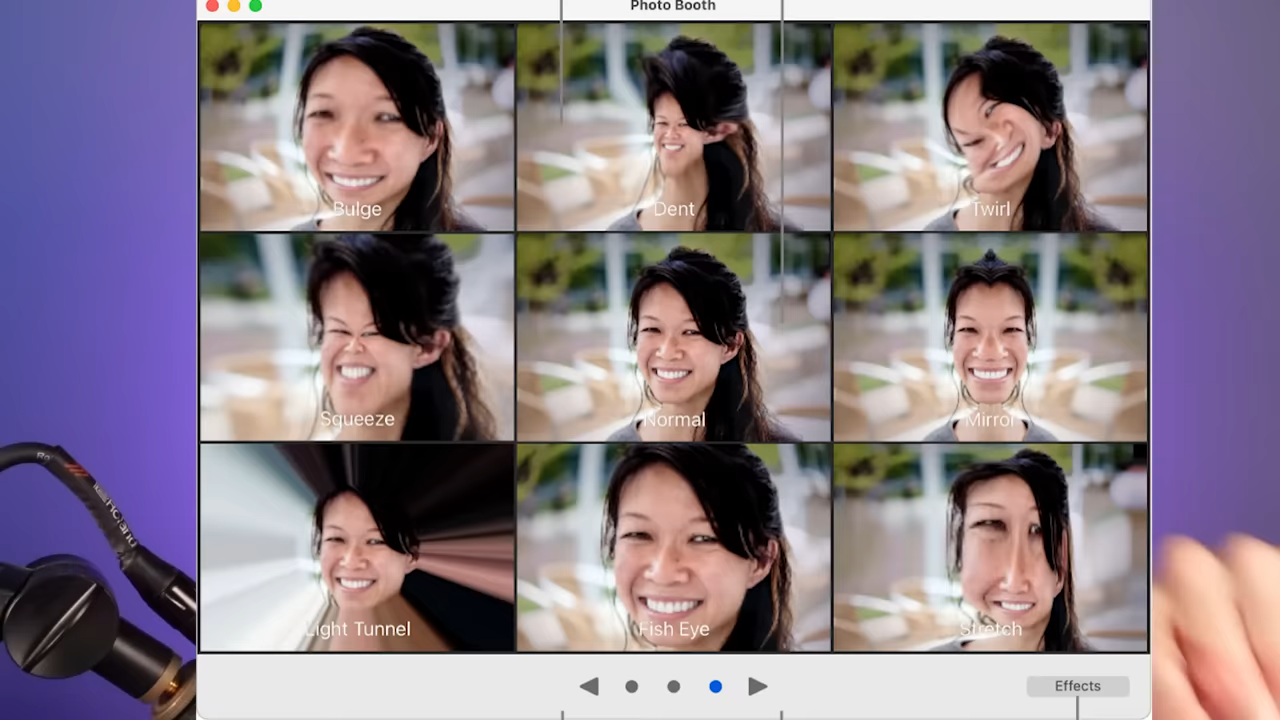 Photo Booth
Bulge
Dent
Twirl
Squeeze
Normal
Mirror
Light Tunnel
Fish Eye
Stretch
Effects